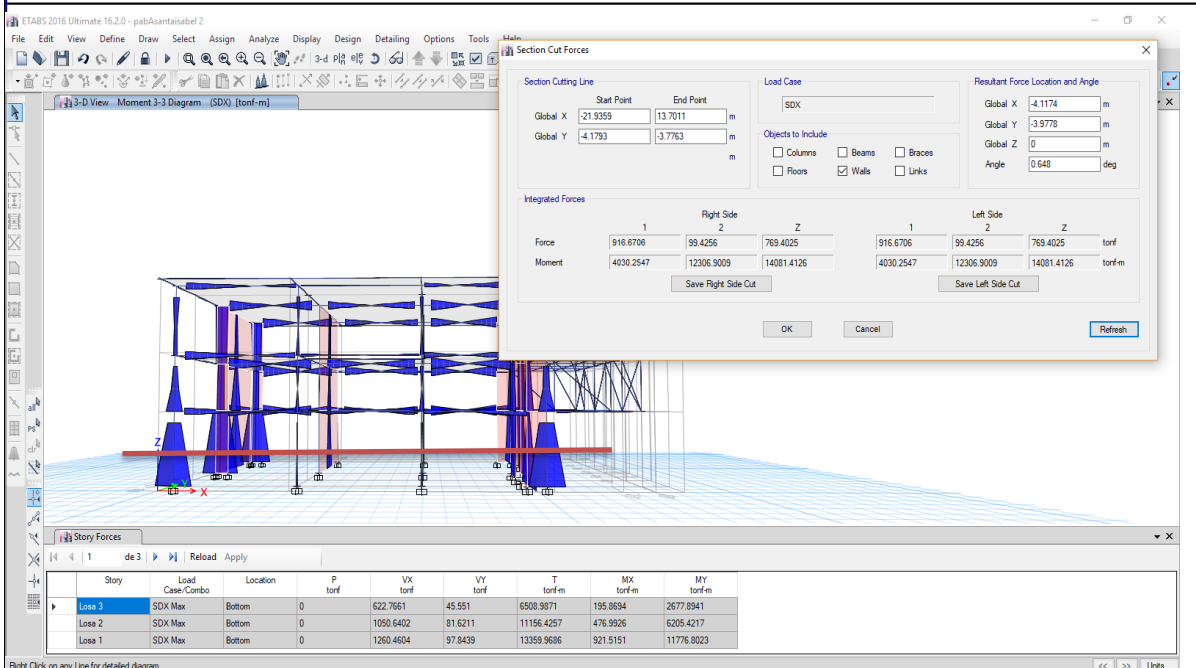 ETABS 2016 Ultimate 16.2.0 - pabAsantaisabel 2
File Edit View Define Draw Select Assign Analyze Display Design Detailing Options Tools Help
3-d
3-D View Moment 3-3 Diagram (SDX) [tonf-m]
Section Cut Forces
Section Cutting Line
Start Point End Point
Global X -21.9359 13.7011 m
Global Y -4.1793 -3.7763 m
m
Load Case
SDX
Objects to Include
Columns Beams Braces
Floors Walls Links
Resultant Force Location and Angle
Global X -4.1174 m
Global Y -3.9778 m
Global Z 0 m
Angle 0.648 deg
Integrated Forces
Right Side Left Side
1 2 Z 1 2 Z
Force 916.6706 99.4256 769.4025 916.6706 99.4256 769.4025 tonf
Moment 4030.2547 12306.9009 14081.4126 4030.2547 12306.9009 14081.4126 tonf-m
Save Right Side Cut Save Left Side Cut
OK Cancel Refresh
all
PS
clr
Z
Y
X
Story Forces
1 de 3 Reload Apply
Story Load Case/Combo Location P tonf VX tonf VY tonf T tonf-m MX tonf-m MY tonf-m
Losa 3 SDX Max Bottom 0 622.7661 45.551 6508.9871 195.8694 2677.8941
Losa 2 SDX Max Bottom 0 1050.6402 81.6211 11156.4257 476.9926 6205.4217
Losa 1 SDX Max Bottom 0 1260.4604 97.8439 13359.9686 921.5151 11776.8023
Right Click on any Line for detailed diagram << >> Units...